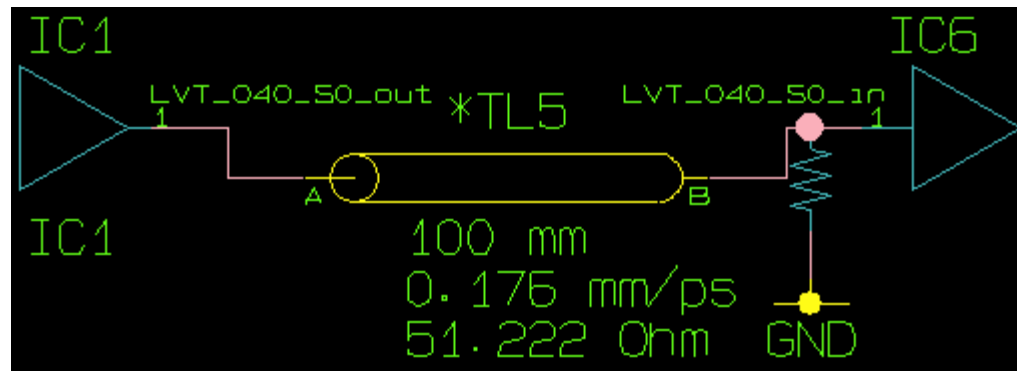 IC1
IC6
LVT_040_50_out
*TL5
LVT_040_50_in
1
1
A
B
IC1
100 mm
0.176 mm/ps
51.222 Ohm
GND